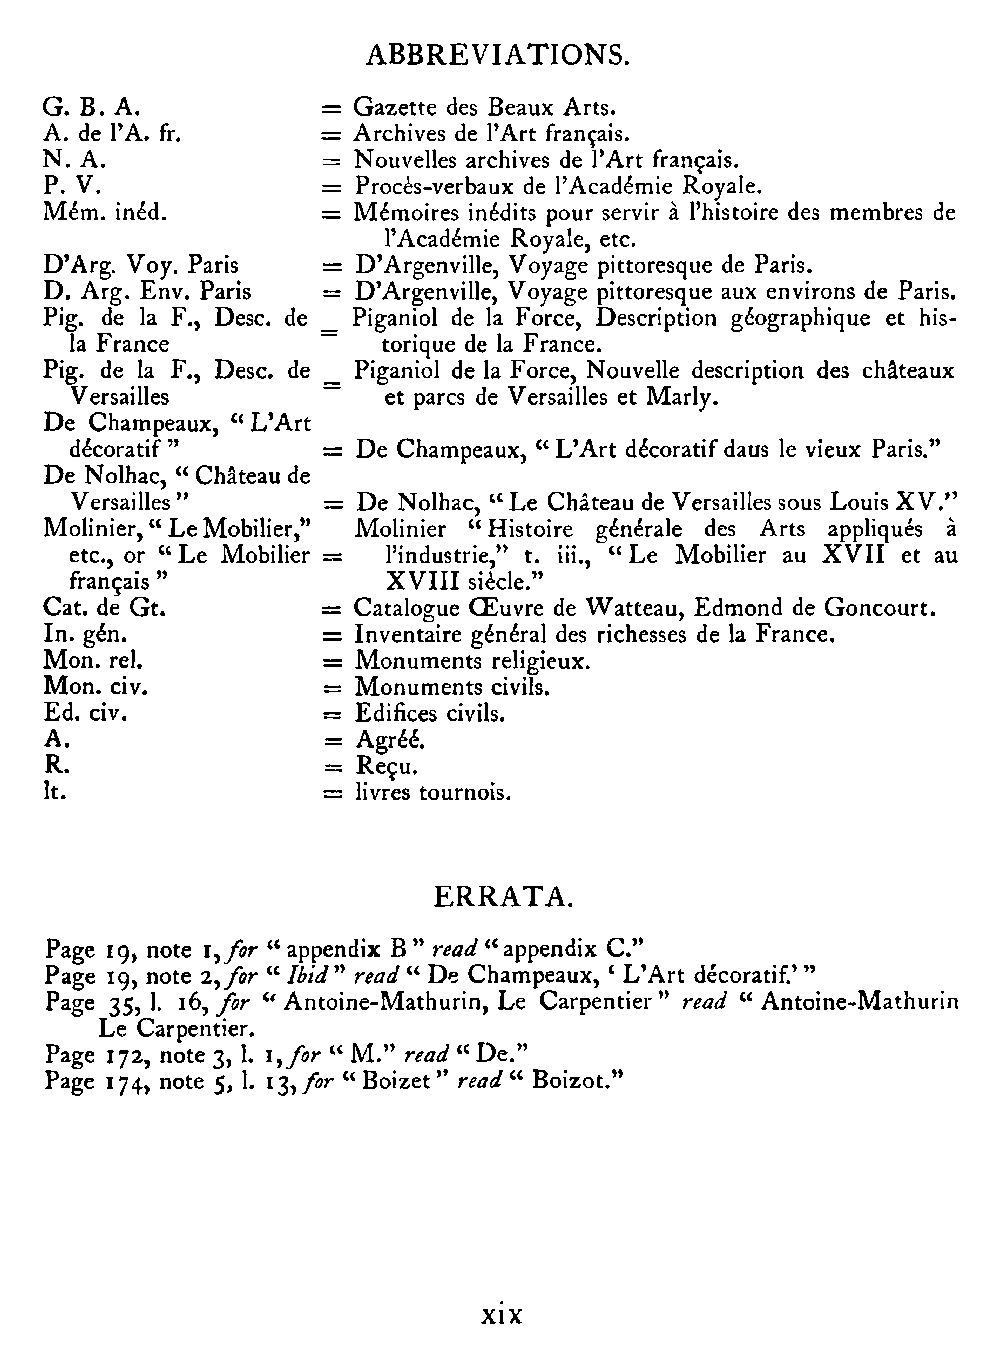 ABBREVIATIONS.
G. B. A. = Gazette des Beaux Arts.
A. de l'A. fr. = Archives de l'Art français.
N. A. = Nouvelles archives de l'Art français.
P. V. = Procès-verbaux de l'Académie Royale.
Mém. inéd. = Mémoires inédits pour servir à l'histoire des membres de
l'Académie Royale, etc.
D'Arg. Voy. Paris = D'Argenville, Voyage pittoresque de Paris.
D. Arg. Env. Paris = D'Argenville, Voyage pittoresque aux environs de Paris.
Pig. de la F., Desc. de = Piganiol de la Force, Description géographique et his-
la France torique de la France.
Pig. de la F., Desc. de = Piganiol de la Force, Nouvelle description des châteaux
Versailles et parcs de Versailles et Marly.
De Champeaux, “ L'Art
décoratif ” = De Champeaux, “ L'Art décoratif daus le vieux Paris.”
De Nolhac, “ Château de
Versailles ” = De Nolhac, “ Le Château de Versailles sous Louis XV.”
Molinier, “ Le Mobilier,” Molinier “ Histoire générale des Arts appliqués à
etc., or “ Le Mobilier = l'industrie,” t. iii., “ Le Mobilier au XVII et au
français ” XVIII siècle.”
Cat. de Gt. = Catalogue Œuvre de Watteau, Edmond de Goncourt.
In. gén. = Inventaire général des richesses de la France.
Mon. rel. = Monuments religieux.
Mon. civ. = Monuments civils.
Ed. civ. = Edifices civils.
A. = Agréé.
R. = Reçu.
lt. = livres tournois.
ERRATA.
Page 19, note 1, for “ appendix B ” read “ appendix C.”
Page 19, note 2, for “ Ibid ” read “ De Champeaux, ‘ L'Art décoratif.’ ”
Page 35, l. 16, for “ Antoine-Mathurin, Le Carpentier ” read “ Antoine-Mathurin
Le Carpentier.
Page 172, note 3, l. 1, for “ M.” read “ De.”
Page 174, note 5, l. 13, for “ Boizet ” read “ Boizot.”
xix